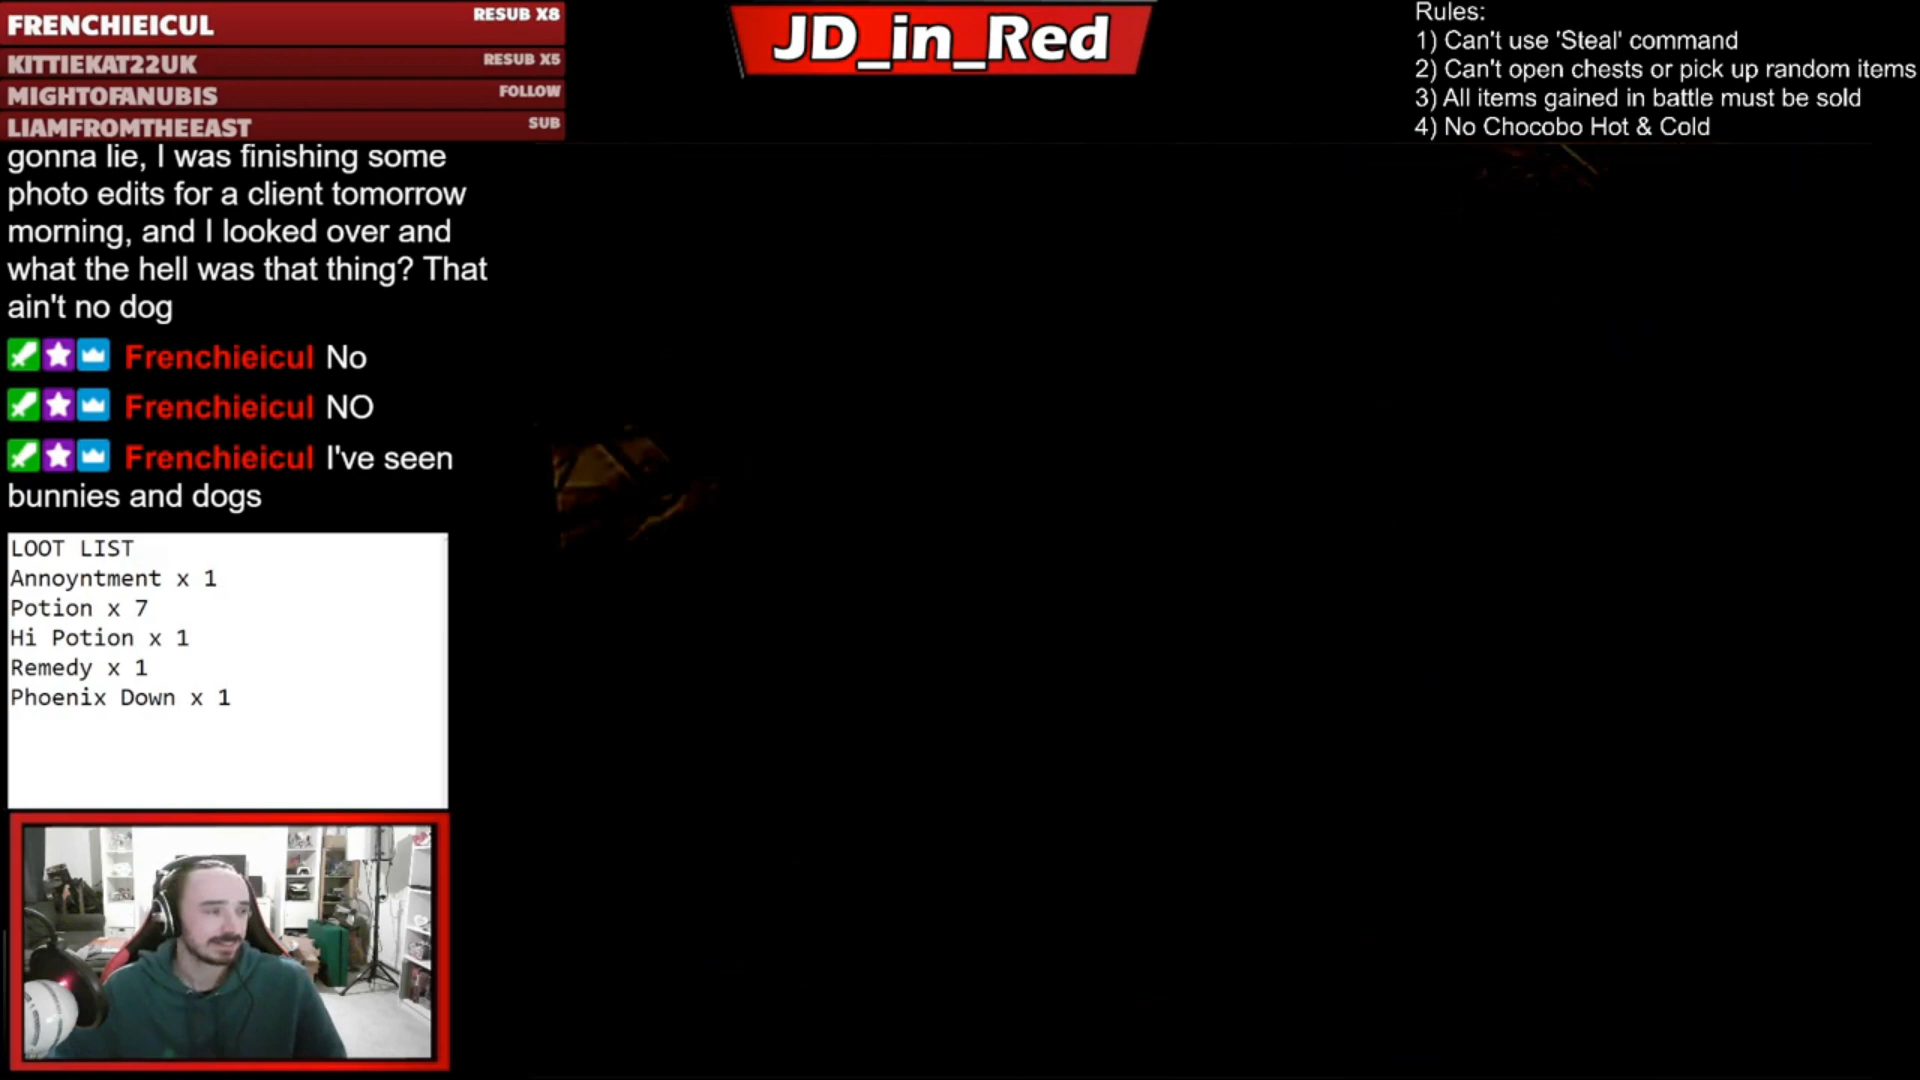 FRENCHIEICUL RESUB X8
KITTIEKAT22UK RESUB X5
MIGHTOFANUBIS FOLLOW
LIAMFROMTHEEAST SUB
JD_in_Red
Rules:
1) Can't use 'Steal' command
2) Can't open chests or pick up random items
3) All items gained in battle must be sold
4) No Chocobo Hot & Cold
gonna lie, I was finishing some
photo edits for a client tomorrow
morning, and I looked over and
what the hell was that thing? That
ain't no dog
Frenchieicul No
Frenchieicul NO
Frenchieicul I've seen
bunnies and dogs
LOOT LIST
Annoyntment x 1
Potion x 7
Hi Potion x 1
Remedy x 1
Phoenix Down x 1